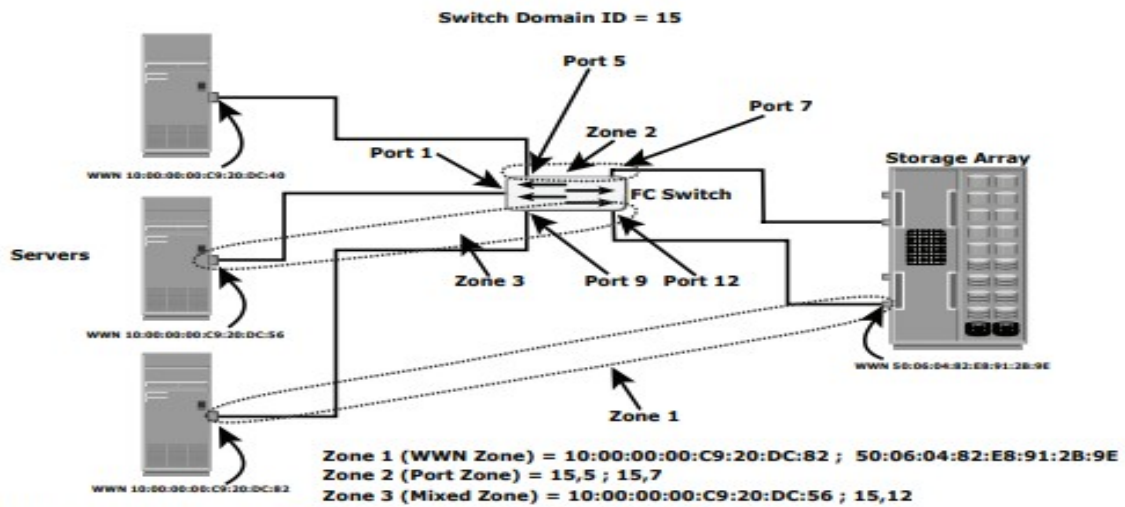 Switch Domain ID = 15
Port 5
Port 7
Zone 2
Port 1
Storage Array
WWN 10:00:00:00:C9:20:DC:40
FC Switch
Servers
Zone 3
Port 9
Port 12
WWN 10:00:00:00:C9:20:DC:56
WWN 50:06:04:82:E8:91:2B:9E
Zone 1
Zone 1 (WWN Zone) = 10:00:00:00:C9:20:DC:82 ; 50:06:04:82:E8:91:2B:9E
Zone 2 (Port Zone) = 15,5 ; 15,7
WWN 10:00:00:00:C9:20:DC:82
Zone 3 (Mixed Zone) = 10:00:00:00:C9:20:DC:56 ; 15,12